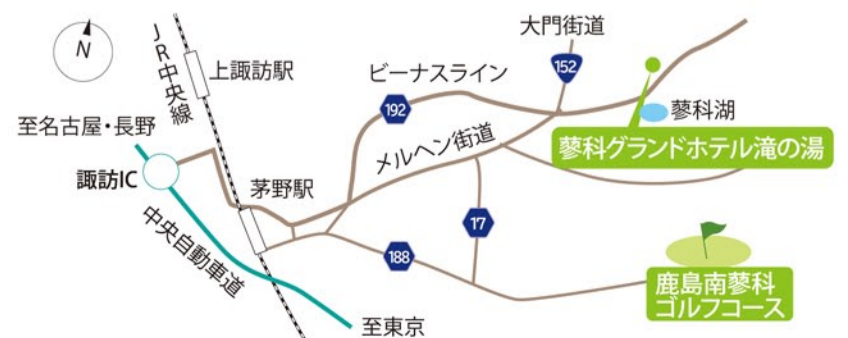 N
JR中央線
上諏訪駅
大門街道
152
ビーナスライン
192
至名古屋・長野
蓼科湖
諏訪IC
メルヘン街道
蓼科グランドホテル滝の湯
茅野駅
17
中央自動車道
188
鹿島南蓼科
ゴルフコース
至東京